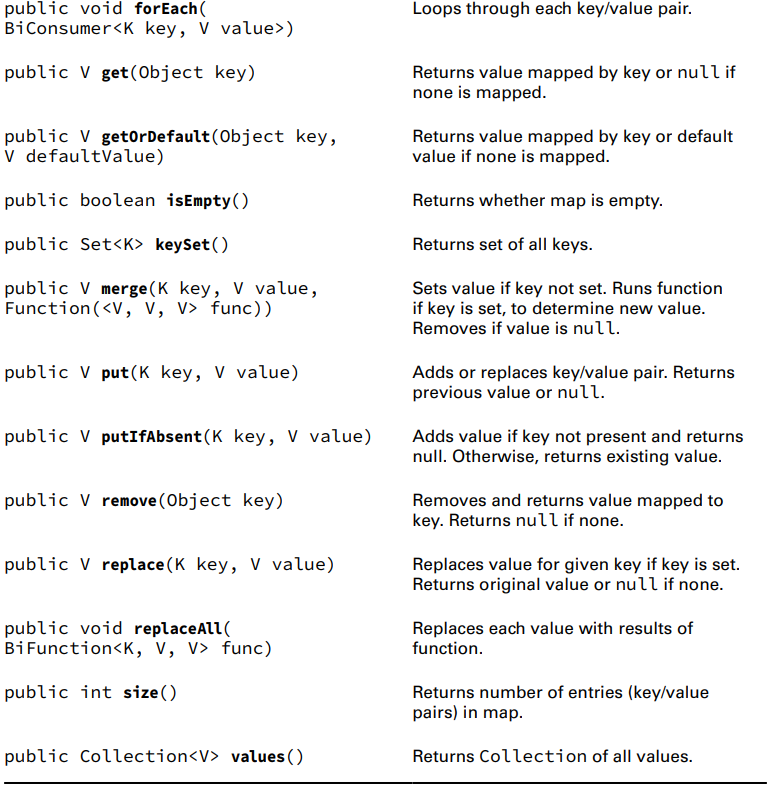 public void forEach( Loops through each key/value pair.
BiConsumer<K key, V value>)
public V get(Object key) Returns value mapped by key or null if
none is mapped.
public V getOrDefault(Object key, Returns value mapped by key or default
V defaultValue) value if none is mapped.
public boolean isEmpty() Returns whether map is empty.
public Set<K> keySet() Returns set of all keys.
public V merge(K key, V value, Sets value if key not set. Runs function
Function(<V, V, V> func)) if key is set, to determine new value.
Removes if value is null.
public V put(K key, V value) Adds or replaces key/value pair. Returns
previous value or null.
public V putIfAbsent(K key, V value) Adds value if key not present and returns
null. Otherwise, returns existing value.
public V remove(Object key) Removes and returns value mapped to
key. Returns null if none.
public V replace(K key, V value) Replaces value for given key if key is set.
Returns original value or null if none.
public void replaceAll( Replaces each value with results of
BiFunction<K, V, V> func) function.
public int size() Returns number of entries (key/value
pairs) in map.
public Collection<V> values() Returns Collection of all values.